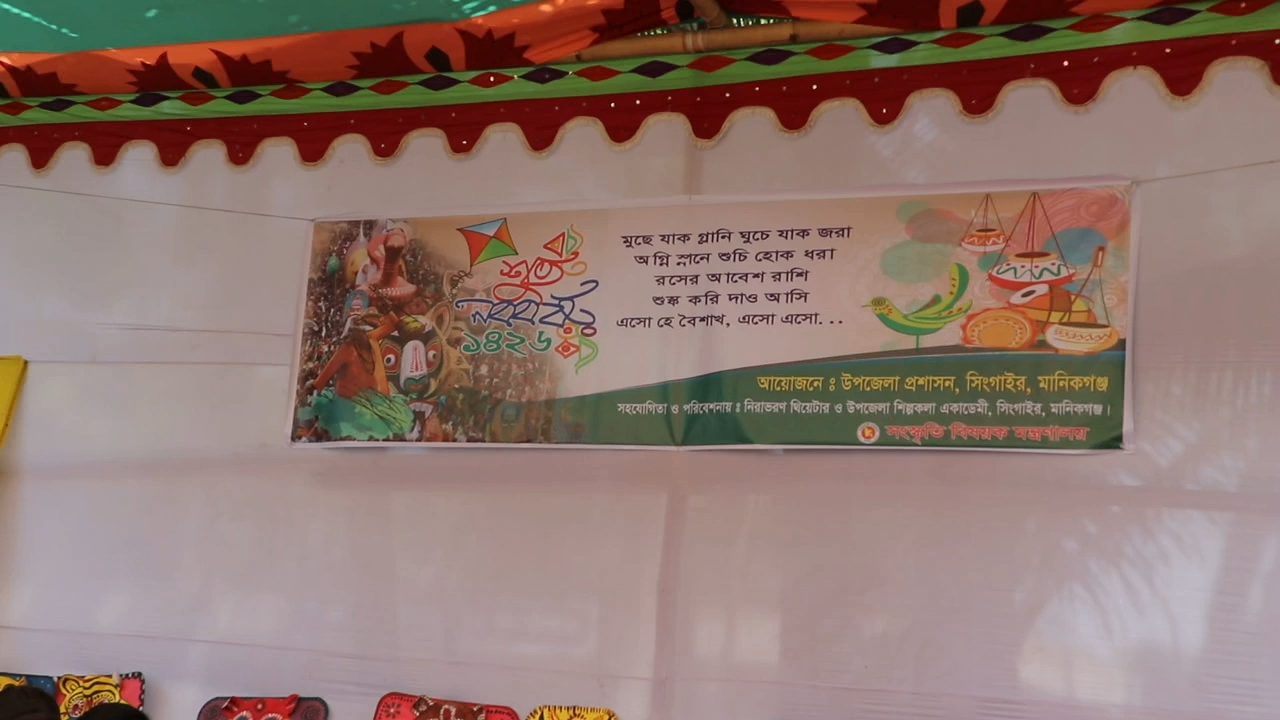 শুভ
নববর্ষ
১৪২৬
মুছে যাক গ্লানি ঘুচে যাক জরা
অগ্নি স্নানে শুচি হোক ধরা
রসের আবেশ রাশি
শুষ্ক করি দাও আসি
এসো হে বৈশাখ, এসো এসো...
আয়োজনে ঃ উপজেলা প্রশাসন, সিংগাইর, মানিকগঞ্জ
সহযোগিতা ও পরিবেশনায় ঃ নিরাভরণ থিয়েটার ও উপজেলা শিল্পকলা একাডেমী, সিংগাইর, মানিকগঞ্জ।
সংস্কৃতি বিষয়ক মন্ত্রণালয়